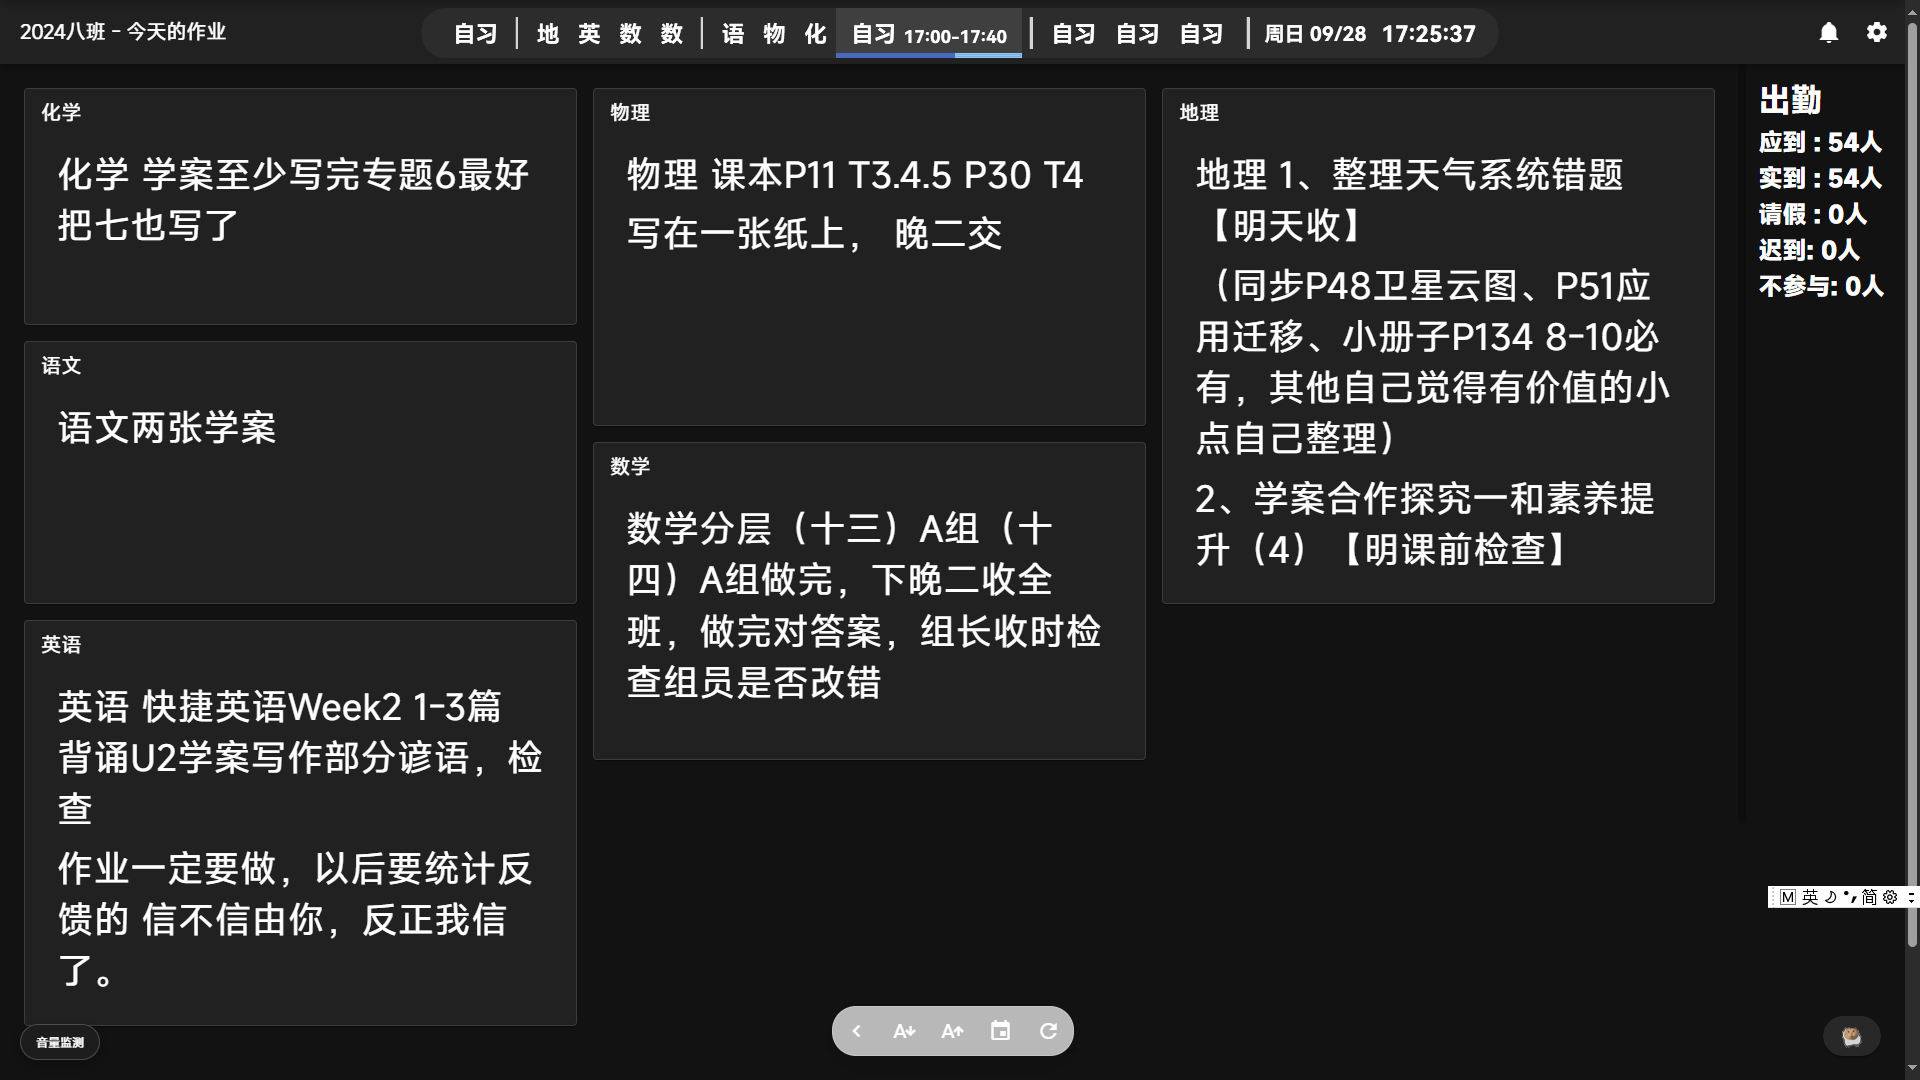 2024八班 - 今天的作业
自习 | 地 英 数 数 | 语 物 化 自习 17:00-17:40 | 自习 自习 自习 | 周日 09/28 17:25:37
化学
化学 学案至少写完专题6最好
把七也写了
语文
语文两张学案
英语
英语 快捷英语Week2 1-3篇
背诵U2学案写作部分谚语，检
查
作业一定要做，以后要统计反
馈的 信不信由你，反正我信
了。
物理
物理 课本P11 T3.4.5 P30 T4
写在一张纸上， 晚二交
数学
数学分层（十三）A组（十
四）A组做完，下晚二收全
班，做完对答案，组长收时检
查组员是否改错
地理
地理 1、整理天气系统错题
【明天收】
（同步P48卫星云图、P51应
用迁移、小册子P134 8-10必
有，其他自己觉得有价值的小
点自己整理）
2、学案合作探究一和素养提
升（4）【明课前检查】
出勤
应到 : 54人
实到 : 54人
请假 : 0人
迟到: 0人
不参与: 0人
M 英 简
音量监测
A A